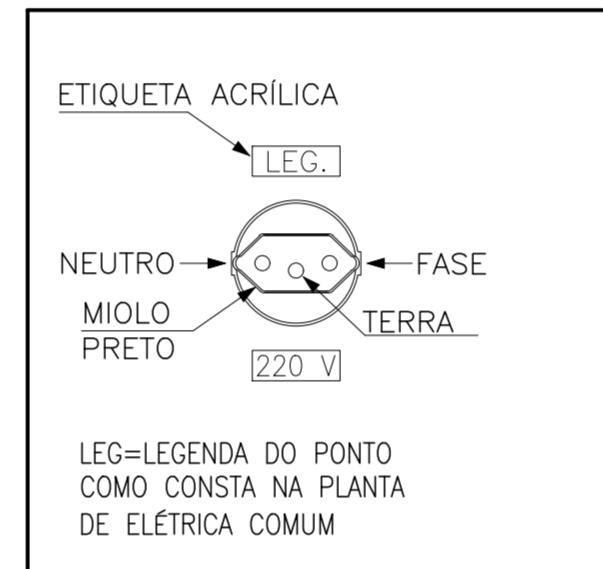 ETIQUETA ACRÍLICA
LEG.
NEUTRO
FASE
MIOLO
PRETO
TERRA
220 V
LEG=LEGENDA DO PONTO
COMO CONSTA NA PLANTA
DE ELÉTRICA COMUM